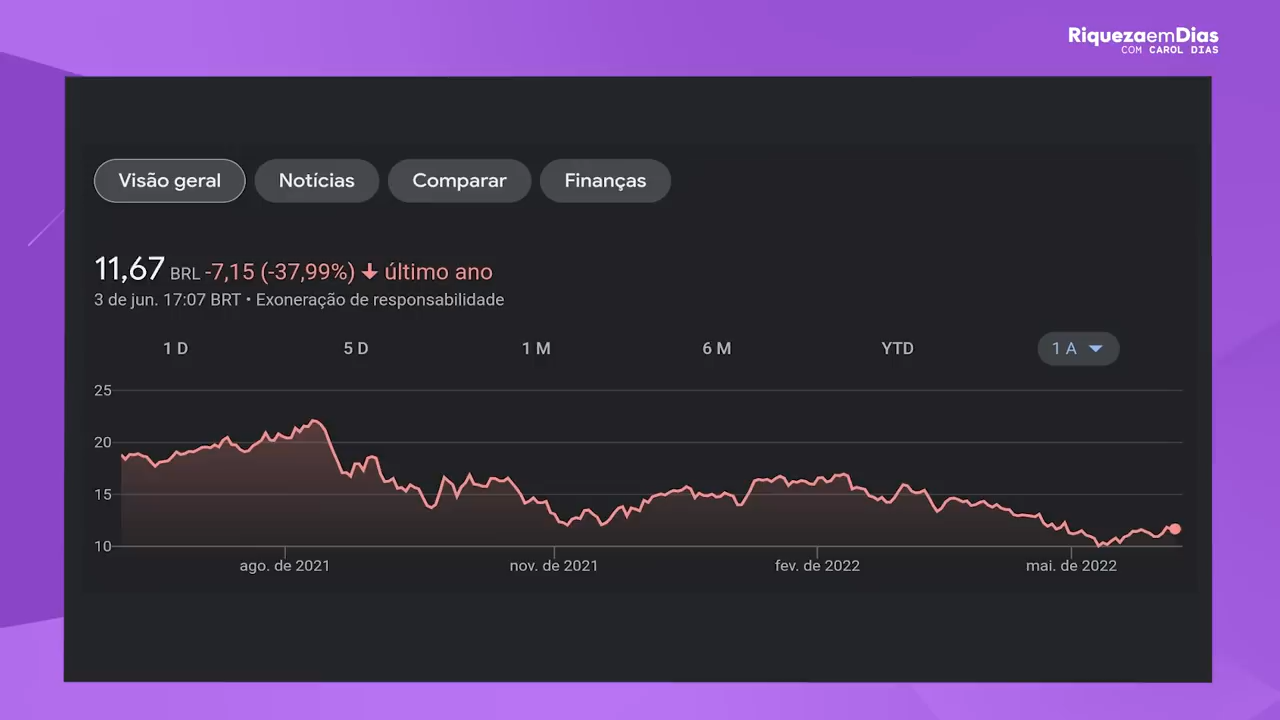 RiquezaemDias
COM CAROL DIAS
Visão geral Notícias Comparar Finanças
11,67 BRL -7,15 (-37,99%) ↓ último ano
3 de jun. 17:07 BRT • Exoneração de responsabilidade
1 D 5 D 1 M 6 M YTD 1 A
25
20
15
10
ago. de 2021 nov. de 2021 fev. de 2022 mai. de 2022